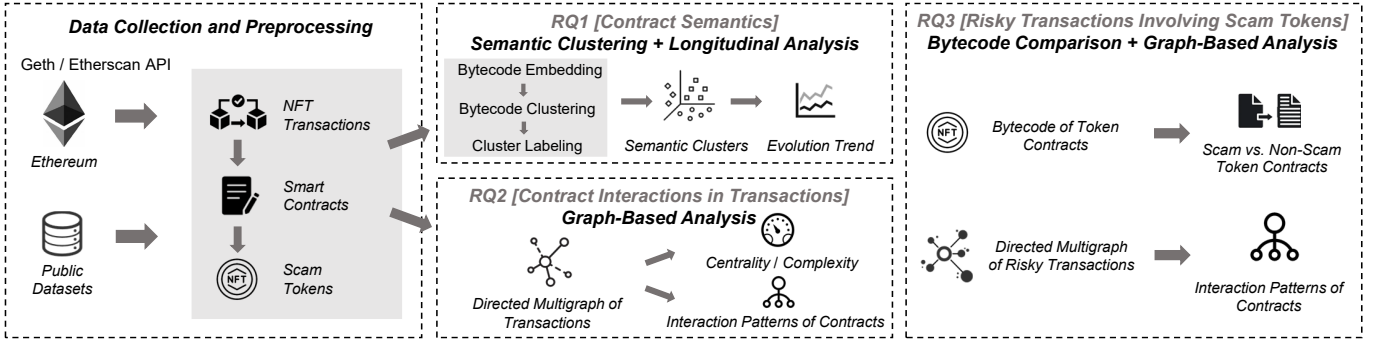 Data Collection and Preprocessing
Geth / Etherscan API
Ethereum
Public
Datasets
NFT
Transactions
Smart
Contracts
NFT
Scam
Tokens
RQ1 [Contract Semantics]
Semantic Clustering + Longitudinal Analysis
Bytecode Embedding
Bytecode Clustering
Cluster Labeling
Semantic Clusters
Evolution Trend
RQ2 [Contract Interactions in Transactions]
Graph-Based Analysis
Directed Multigraph of
Transactions
Centrality / Complexity
Interaction Patterns of Contracts
RQ3 [Risky Transactions Involving Scam Tokens]
Bytecode Comparison + Graph-Based Analysis
NFT
Bytecode of Token
Contracts
Scam vs. Non-Scam
Token Contracts
Directed Multigraph
of Risky Transactions
Interaction Patterns of
Contracts